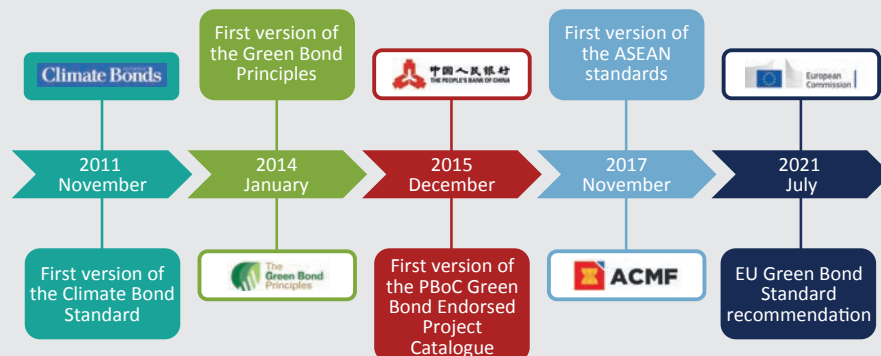 Climate Bonds
First version of
the Green Bond
Principles
中国人民银行
THE PEOPLE'S BANK OF CHINA
First version of
the ASEAN
standards
European
Commission
2011
November
2014
January
2015
December
2017
November
2021
July
First version of
the Climate Bond
Standard
The
Green Bond
Principles
First version of
the PBoC Green
Bond Endorsed
Project
Catalogue
ACMF
EU Green Bond
Standard
recommendation